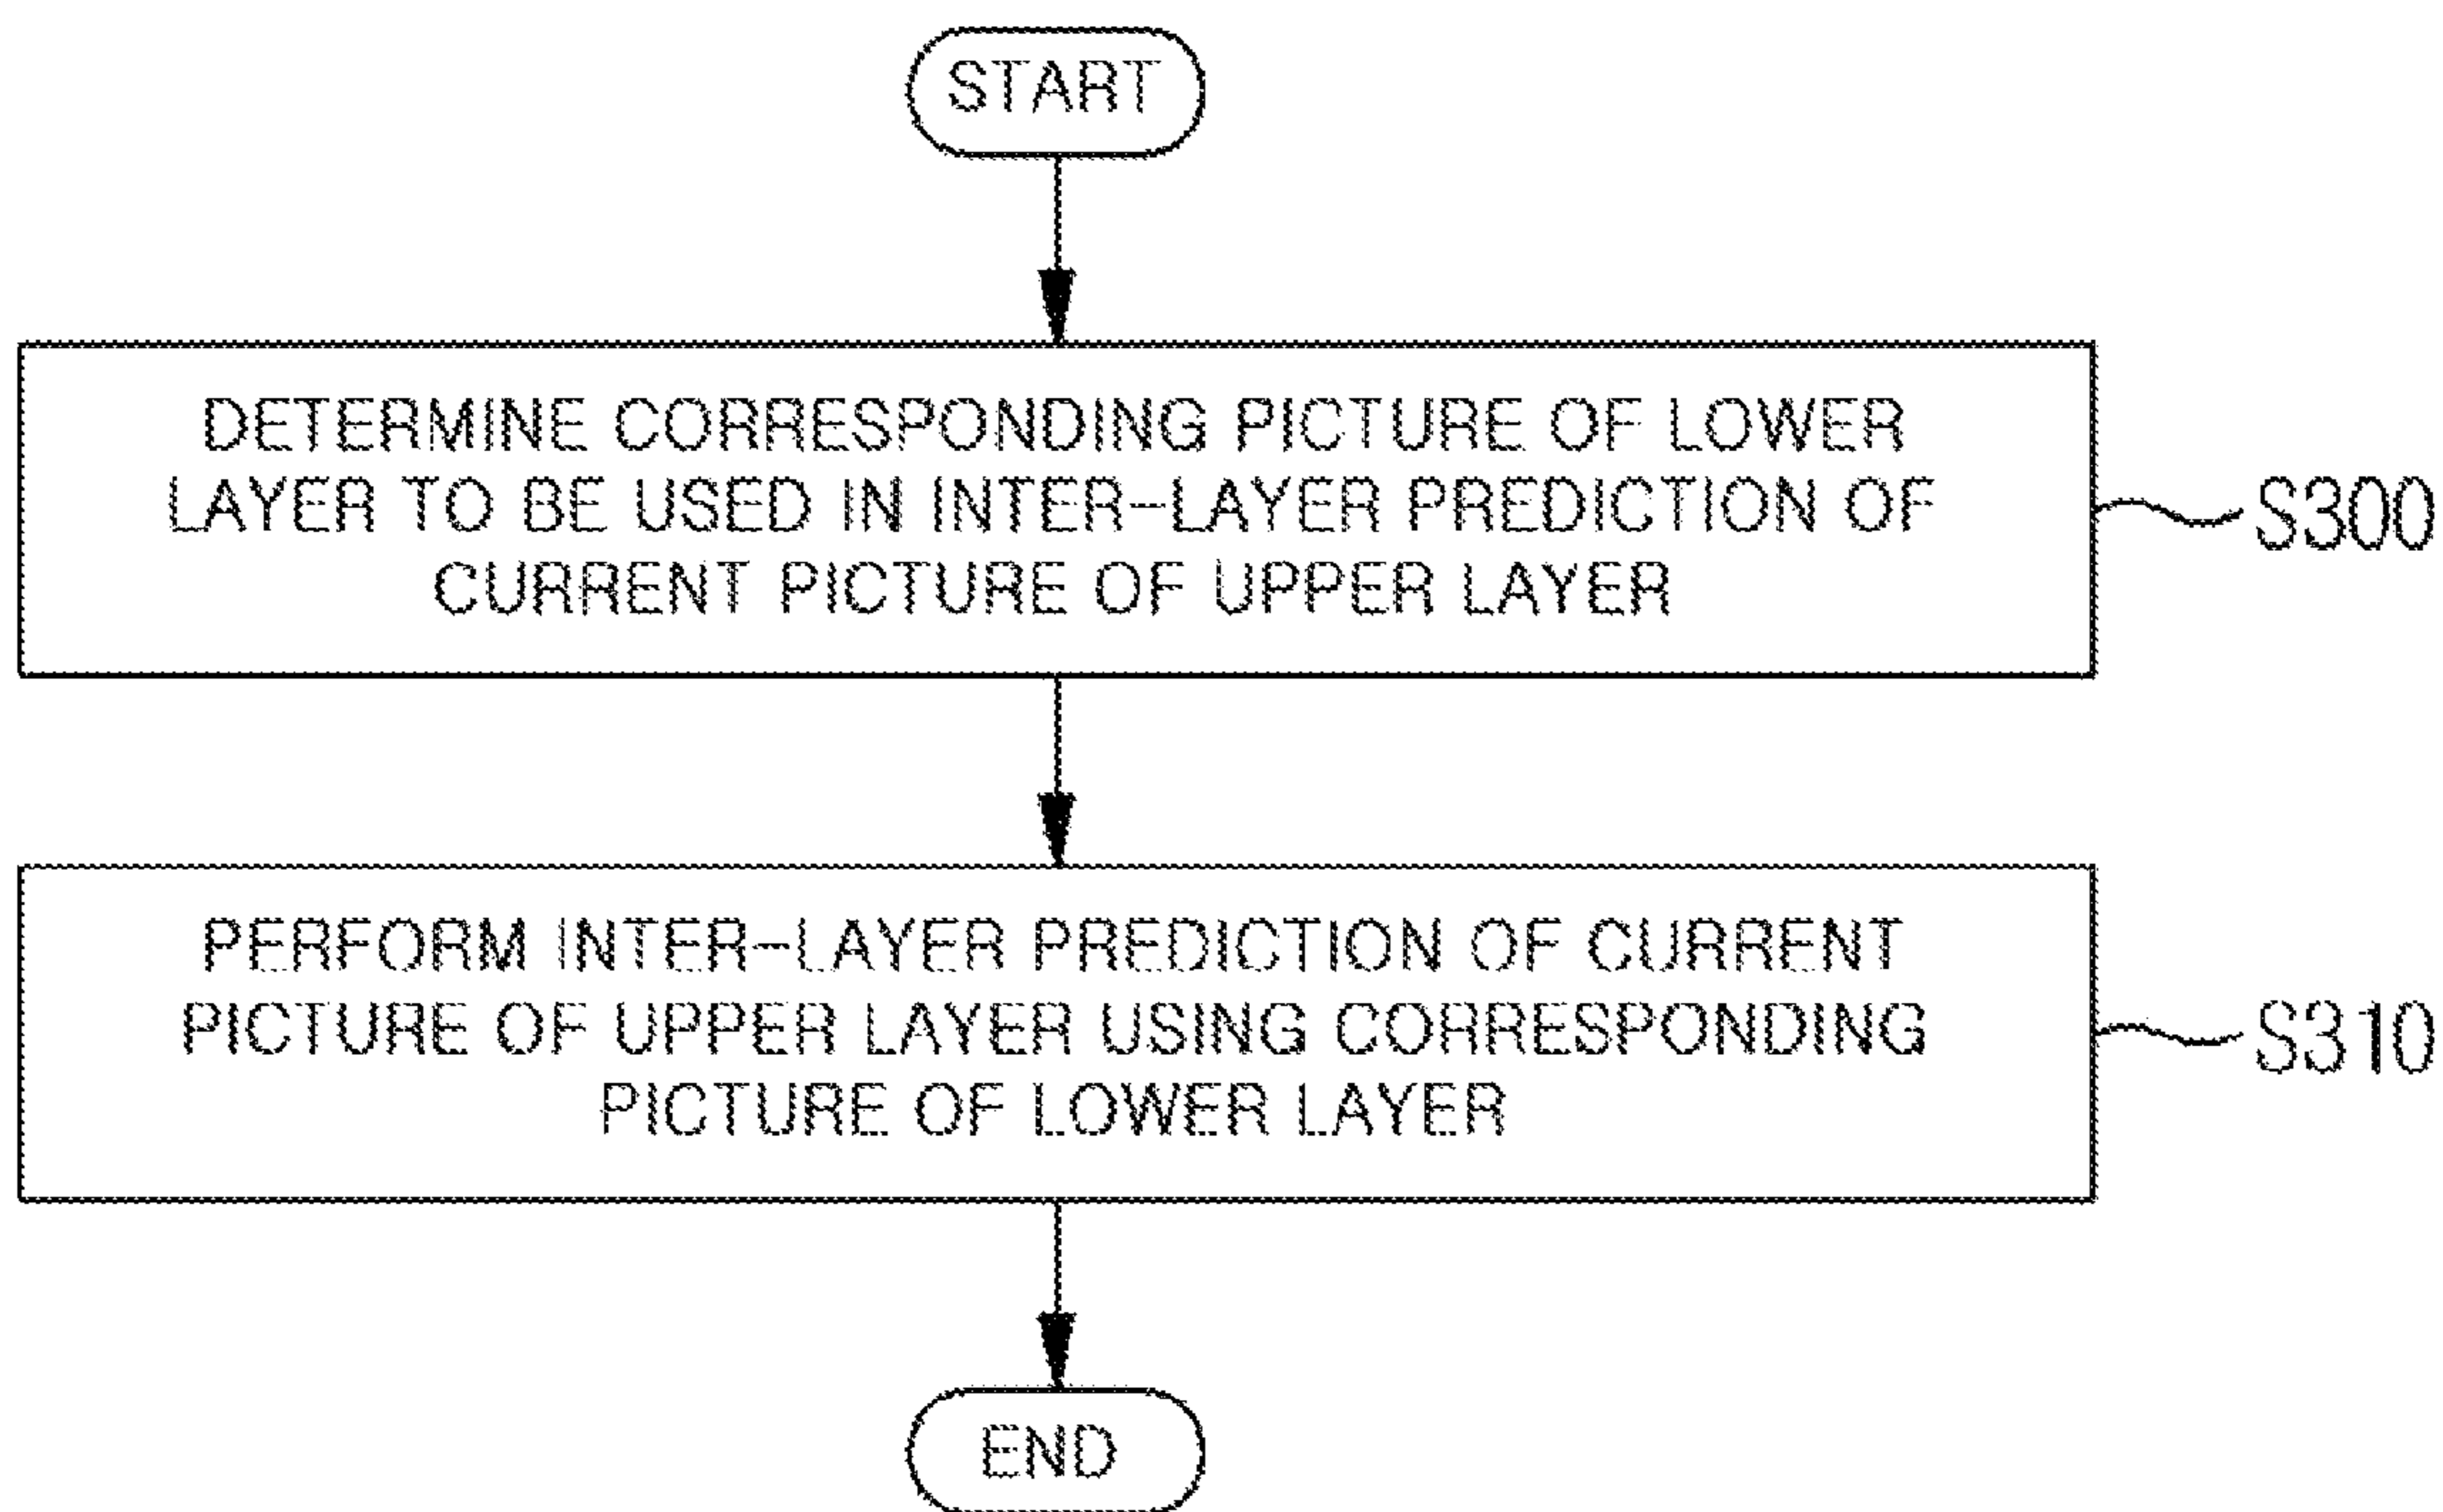 START
DETERMINE CORRESPONDING PICTURE OF LOWER
LAYER TO BE USED IN INTER-LAYER PREDICTION OF
CURRENT PICTURE OF UPPER LAYER
S300
PERFORM INTER-LAYER PREDICTION OF CURRENT
PICTURE OF UPPER LAYER USING CORRESPONDING
PICTURE OF LOWER LAYER
S310
END